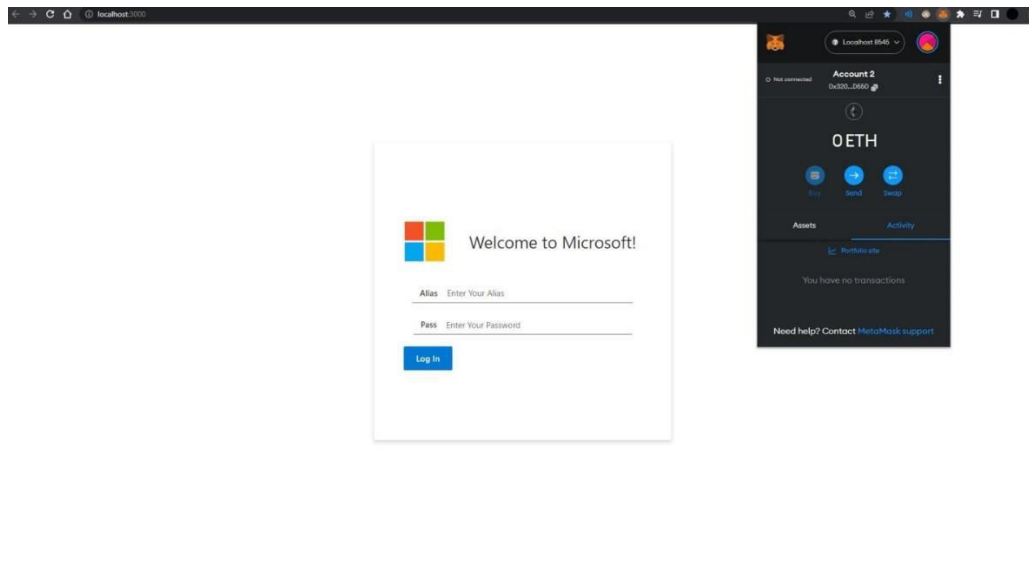 localhost:3000
Localhost 8545
Not connected
Account 2
0x320...D660
0 ETH
Buy Send Swap
Assets Activity
Portfolio site
You have no transactions
Need help? Contact MetaMask support
Welcome to Microsoft!
Alias Enter Your Alias
Pass Enter Your Password
Log In